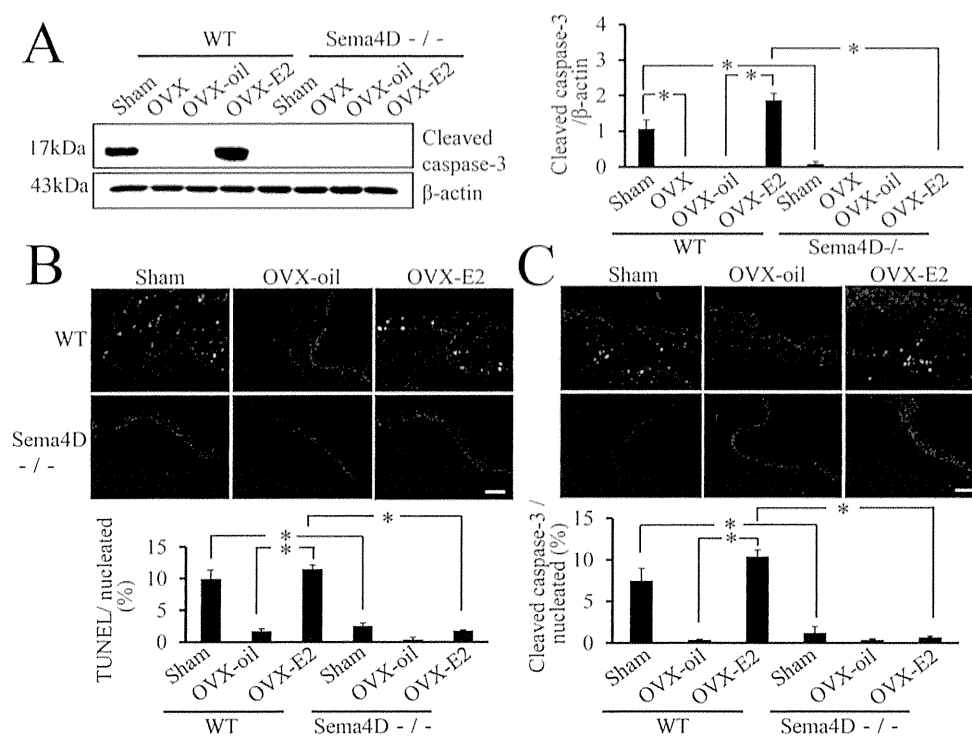 A
WT Sema4D - / -
Sham OVX OVX-oil OVX-E2 Sham OVX OVX-oil OVX-E2
17kDa Cleaved caspase-3
43kDa β-actin
Cleaved caspase-3 /β-actin
4
3
2
1
0
* * * *
Sham OVX OVX-oil OVX-E2 Sham OVX OVX-oil OVX-E2
WT Sema4D-/-
B
Sham OVX-oil OVX-E2
WT
Sema4D - / -
TUNEL/ nucleated (%)
15
10
5
0
* * *
Sham OVX-oil OVX-E2 Sham OVX-oil OVX-E2
WT Sema4D - / -
C
Sham OVX-oil OVX-E2
Cleaved caspase-3 / nucleated (%)
15
10
5
0
* * *
Sham OVX-oil OVX-E2 Sham OVX-oil OVX-E2
WT Sema4D - / -